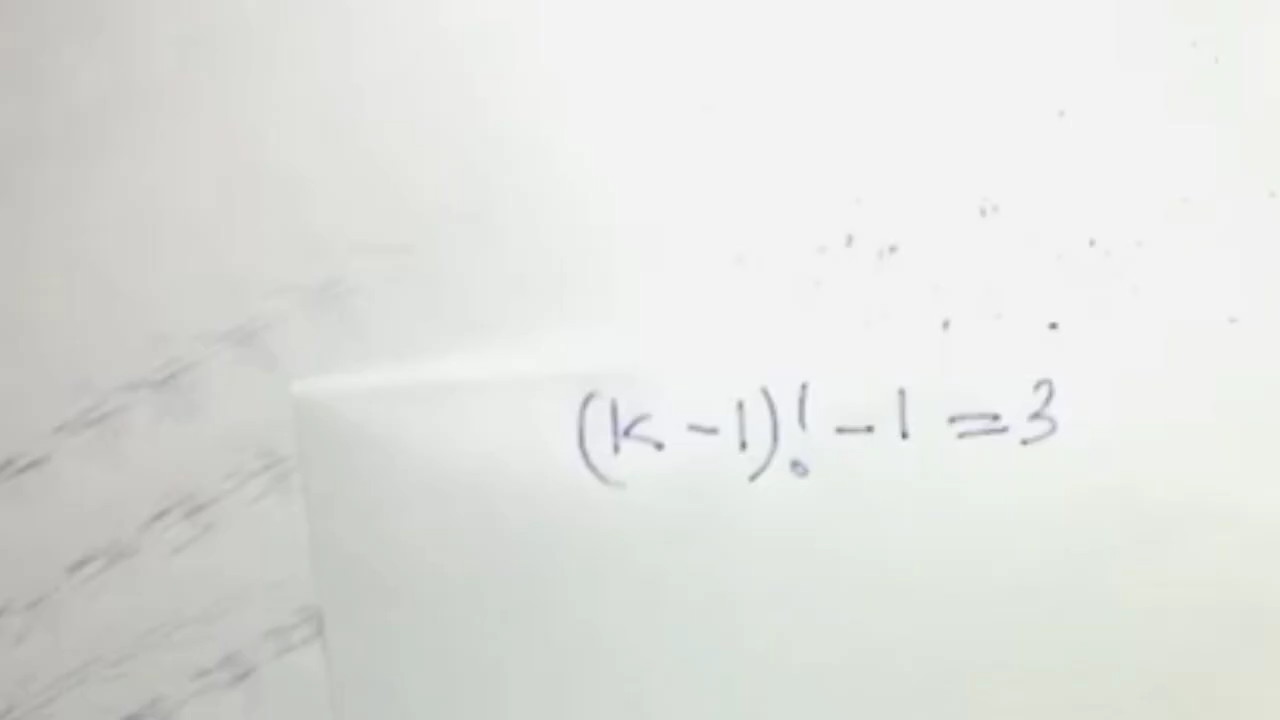 (k-1)! - 1 = 3